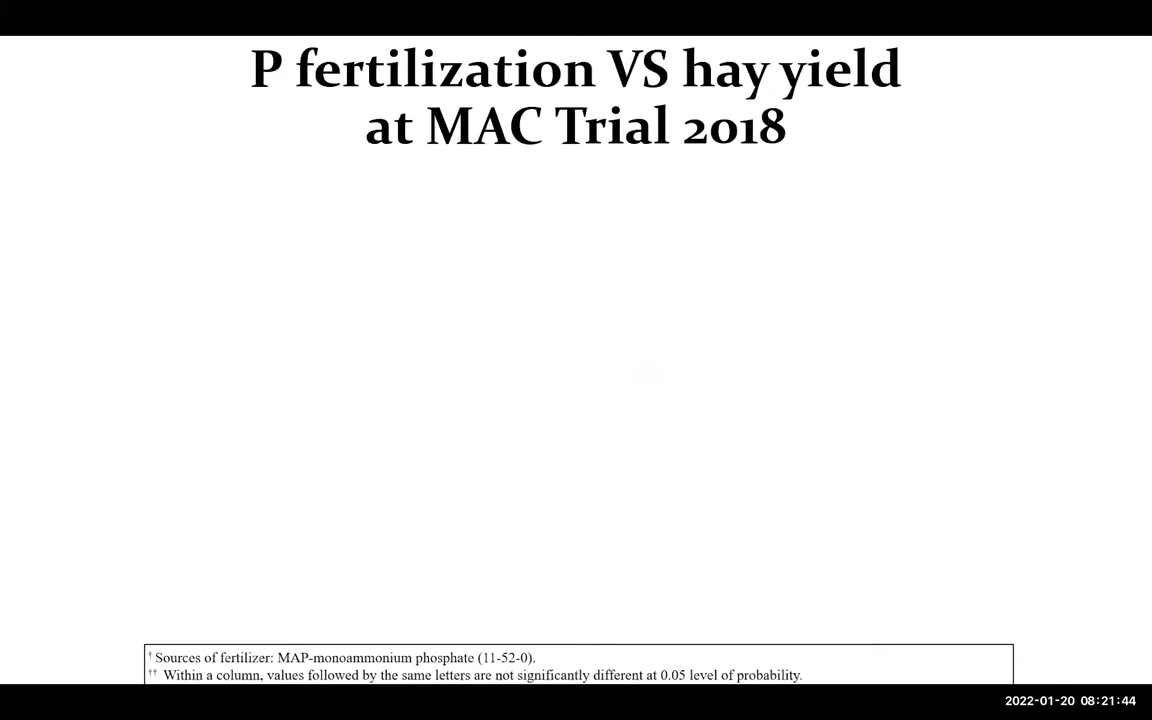 P fertilization VS hay yield
at MAC Trial 2018
† Sources of fertilizer: MAP-monoammonium phosphate (11-52-0).
†† Within a column, values followed by the same letters are not significantly different at 0.05 level of probability.
2022-01-20 08:21:44